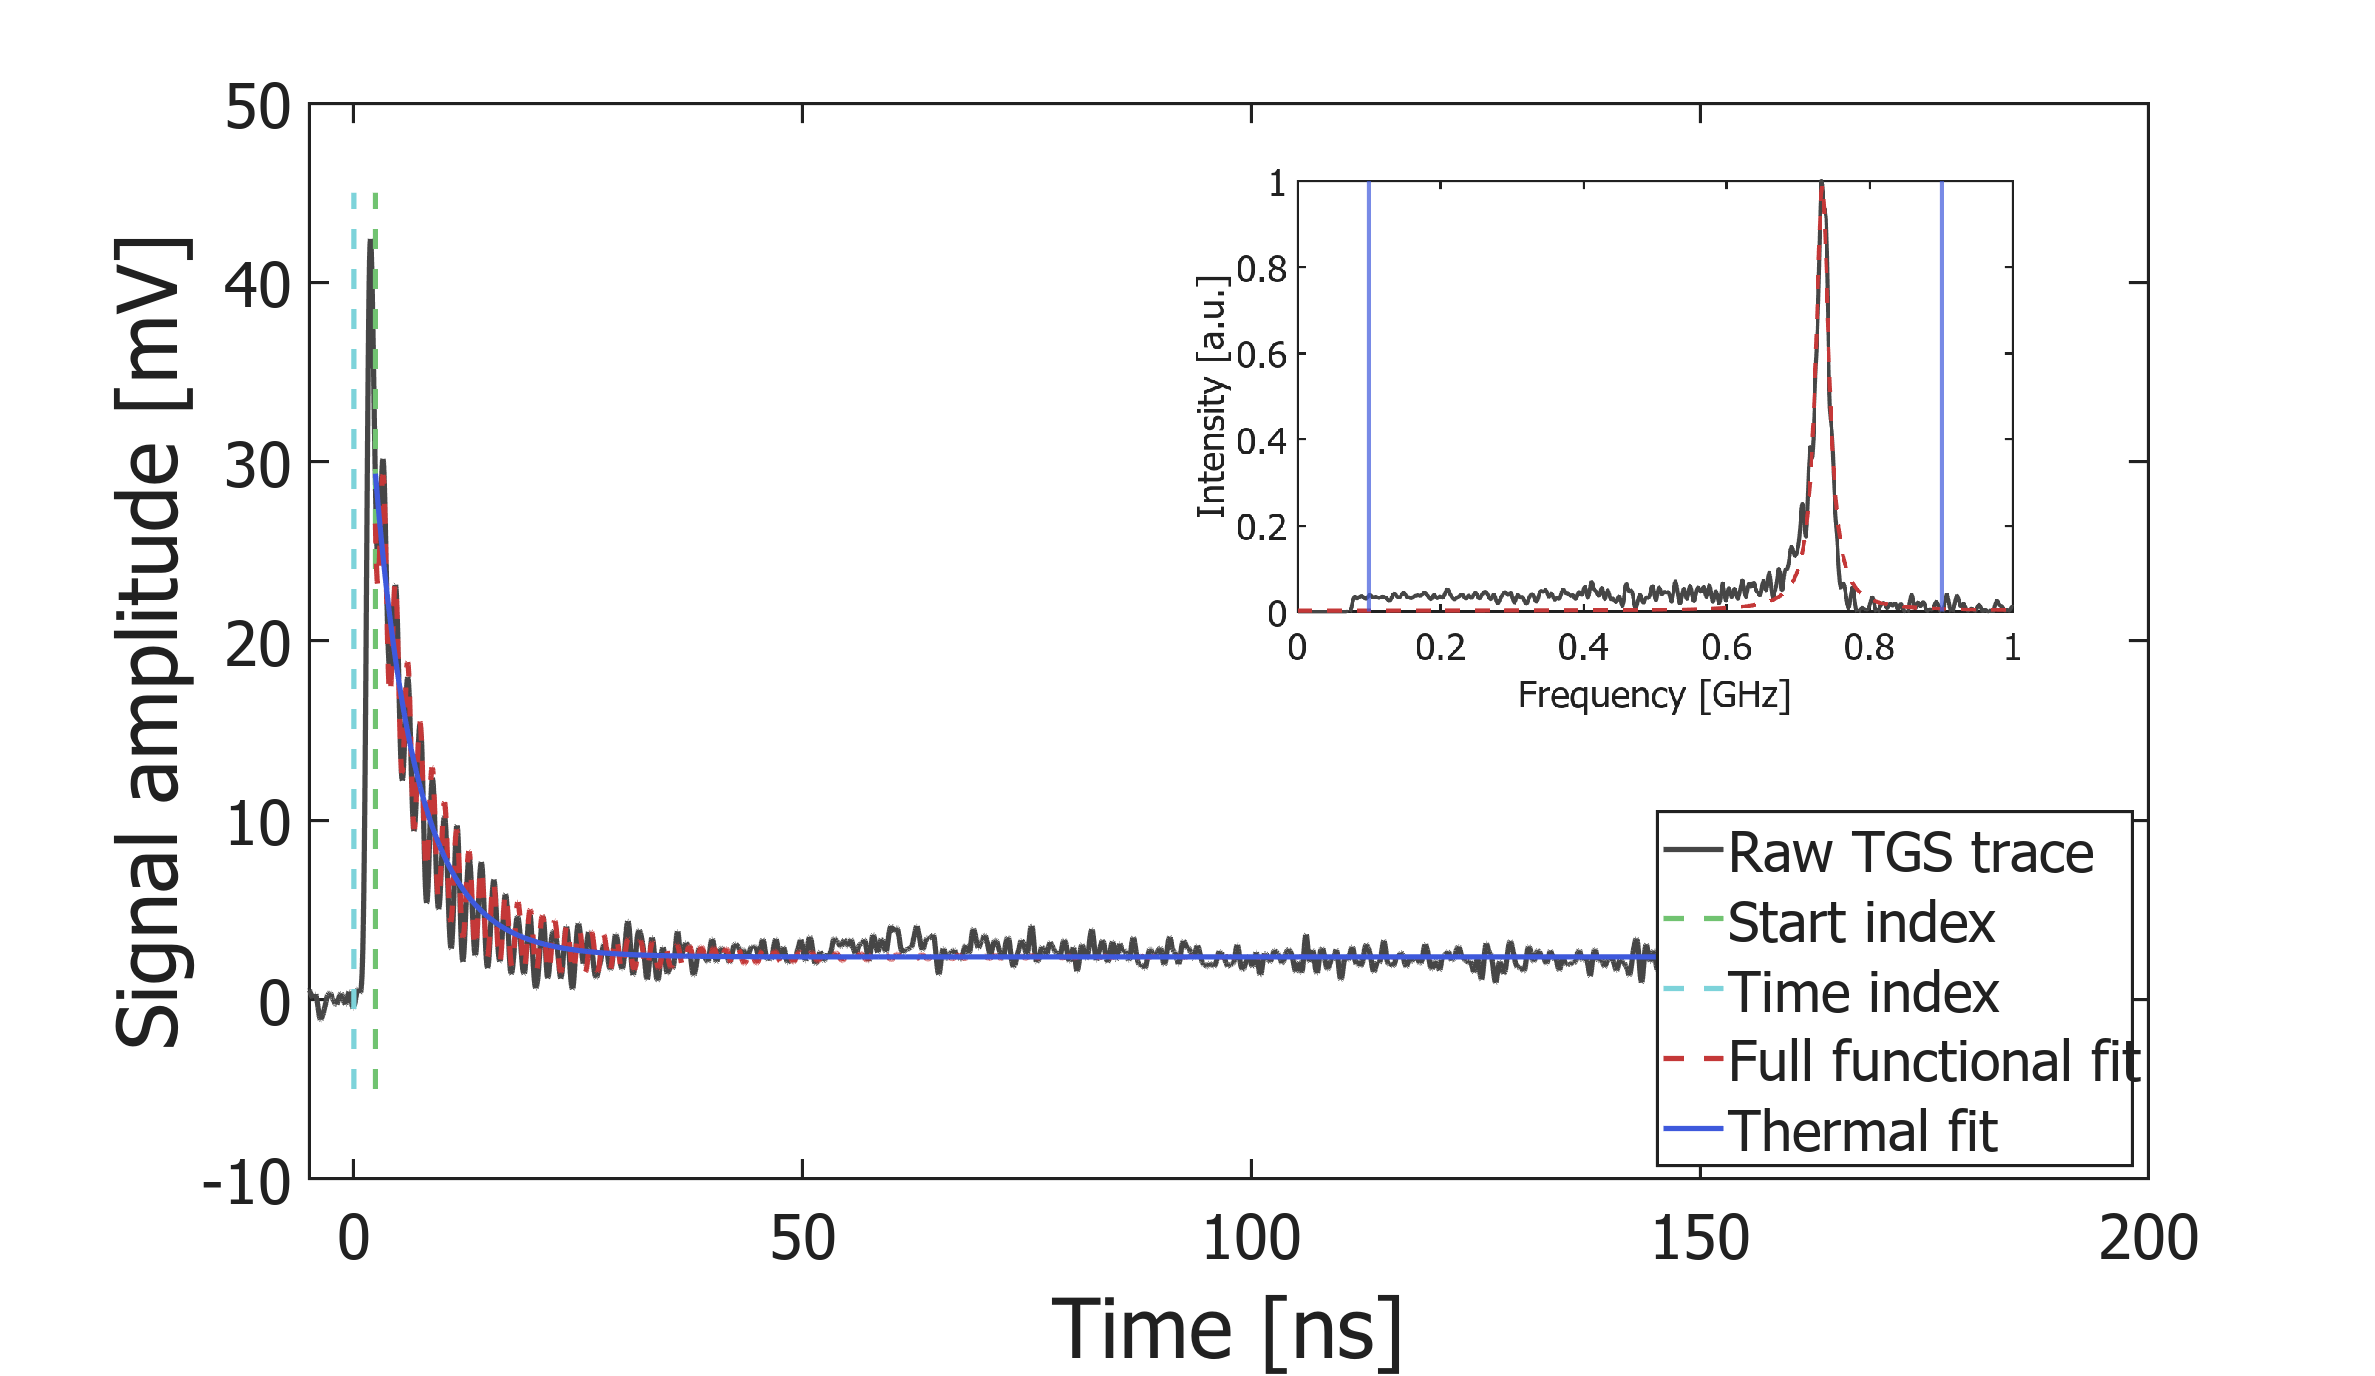 50
40
30
20
10
0
-10
Signal amplitude [mV]
0
50
100
150
200
Time [ns]
1
0.8
0.6
0.4
0.2
0
Intensity [a.u.]
0
0.2
0.4
0.6
0.8
1
Frequency [GHz]
Raw TGS trace
Start index
Time index
Full functional fit
Thermal fit